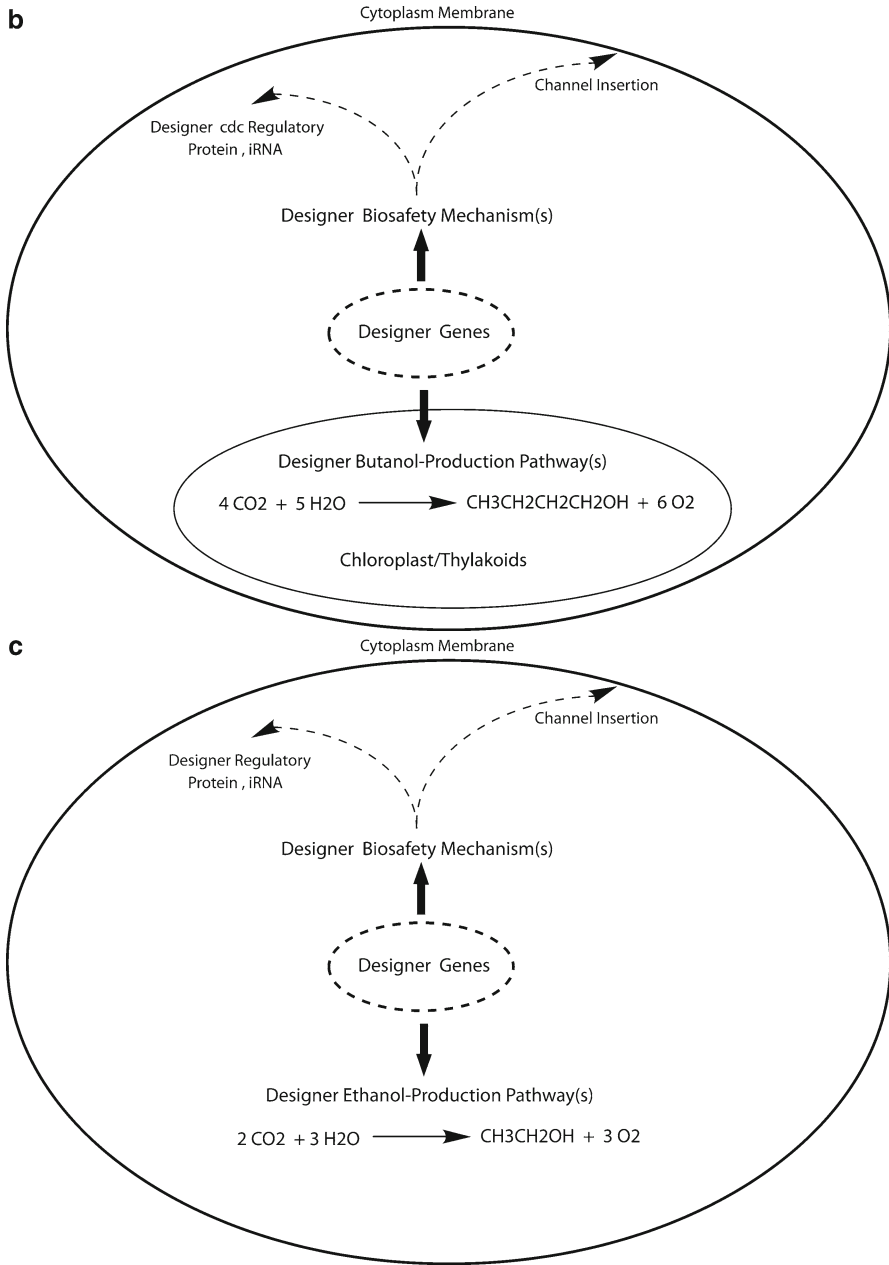 b
Cytoplasm Membrane
Channel Insertion
Designer cdc Regulatory
Protein , iRNA
Designer Biosafety Mechanism(s)
Designer Genes
Designer Butanol-Production Pathway(s)
4 CO2 + 5 H2O CH3CH2CH2CH2OH + 6 O2
Chloroplast/Thylakoids
c
Cytoplasm Membrane
Channel Insertion
Designer Regulatory
Protein , iRNA
Designer Biosafety Mechanism(s)
Designer Genes
Designer Ethanol-Production Pathway(s)
2 CO2 + 3 H2O CH3CH2OH + 3 O2